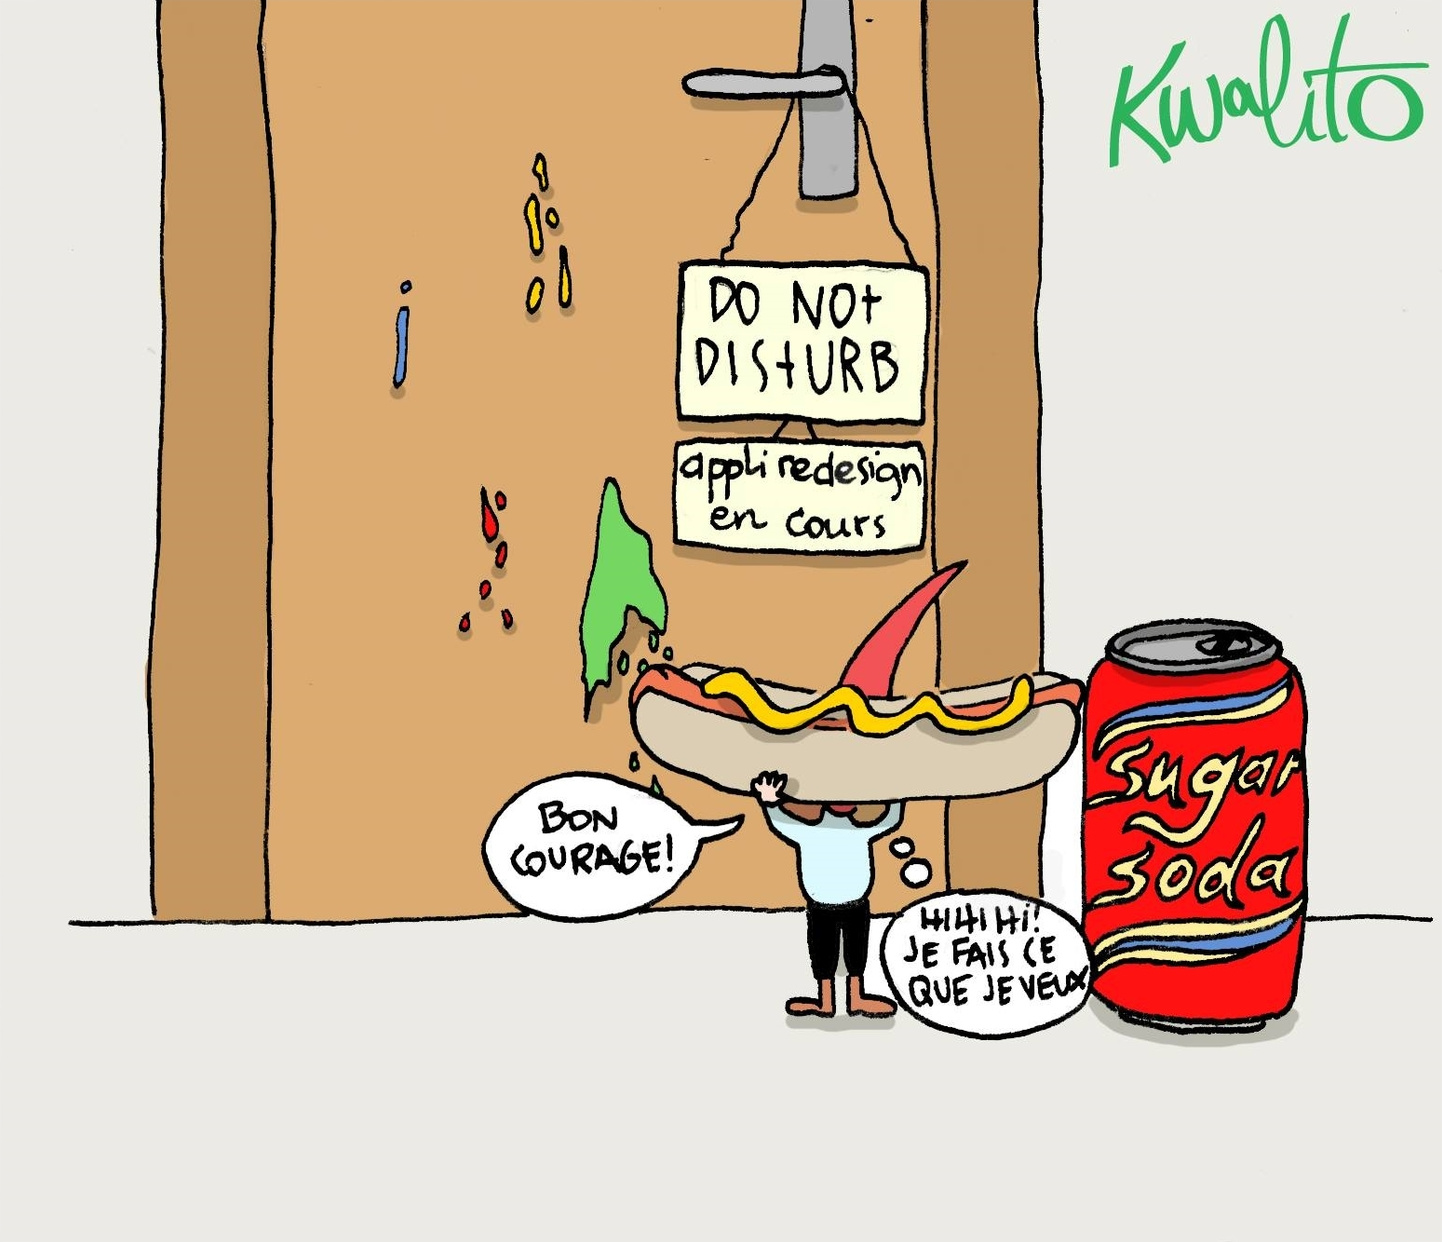 Kwalito
DO NOT
DISTURB
appli redesign
en cours
BON
COURAGE!
HIHIHI!
JE FAIS CE
QUE JE VEUX
Sugar
soda